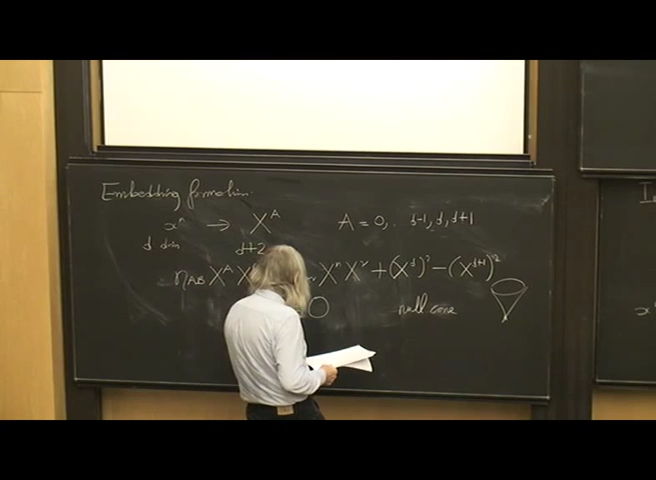 Embedding formalism.
x^μ → X^A A = 0, d-1, d, d+1
d dim d+2
η_AB X^A X X^μ X^ν + (X^d)^2 - (X^{d+1})^2
0 null cone